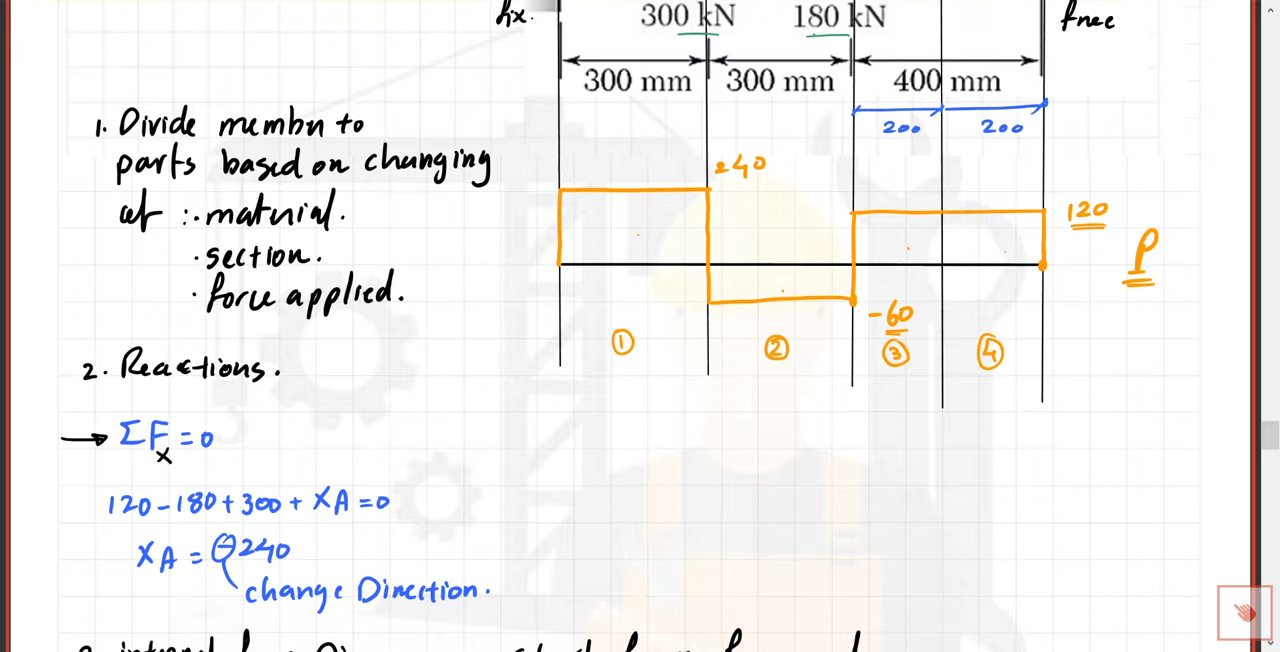 fix.
300 kN
180 kN
free
300 mm
300 mm
400 mm
200
200
1. Divide member to
parts based on changing
at : . material.
. section.
. force applied.
240
120
P
-60
1
2
3
4
2. Reactions.
→ ΣFx = 0
120 - 180 + 300 + XA = 0
XA = -240
change Direction.